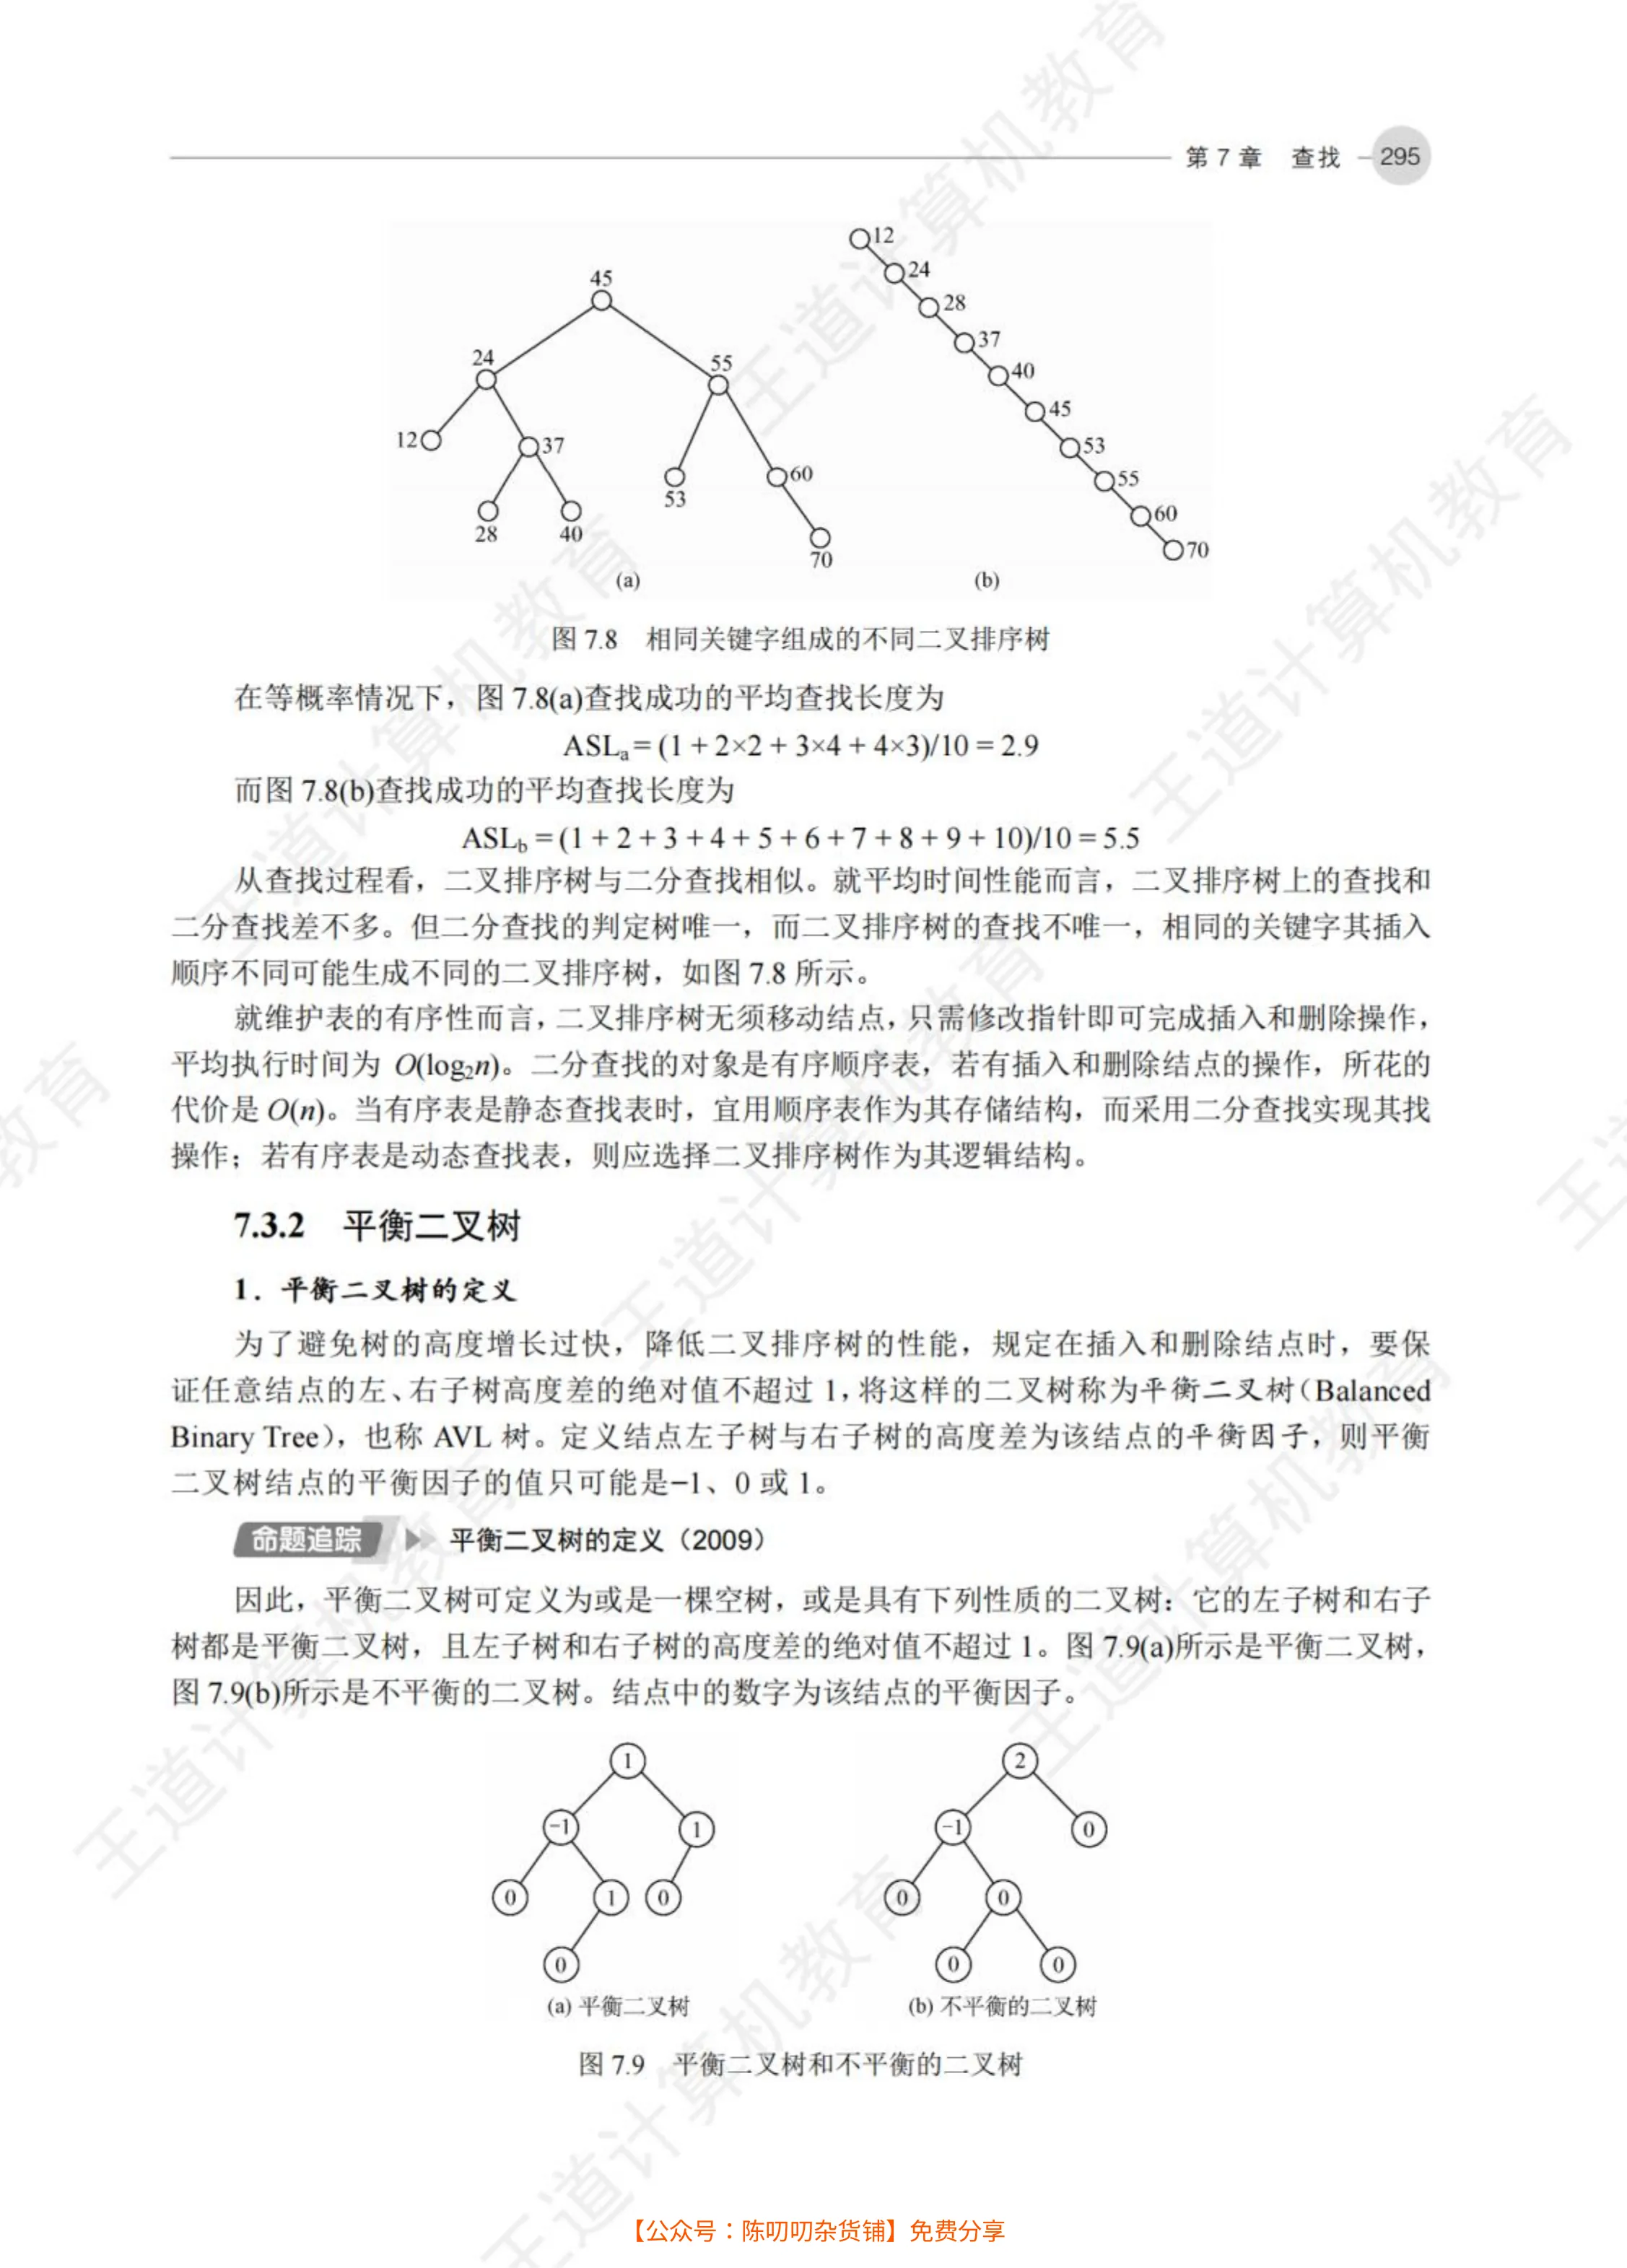 第 7 章 查找 295
45
24
55
12
37
60
53
28
40
70
(a)
12
24
28
37
40
45
53
55
60
70
(b)
图 7.8 相同关键字组成的不同二叉排序树
在等概率情况下，图 7.8(a)查找成功的平均查找长度为
ASLa = (1 + 2×2 + 3×4 + 4×3)/10 = 2.9
而图 7.8(b)查找成功的平均查找长度为
ASLb = (1 + 2 + 3 + 4 + 5 + 6 + 7 + 8 + 9 + 10)/10 = 5.5
从查找过程看，二叉排序树与二分查找相似。就平均时间性能而言，二叉排序树上的查找和
二分查找差不多。但二分查找的判定树唯一，而二叉排序树的查找不唯一，相同的关键字其插入
顺序不同可能生成不同的二叉排序树，如图 7.8 所示。
就维护表的有序性而言，二叉排序树无须移动结点，只需修改指针即可完成插入和删除操作，
平均执行时间为 O(log₂n)。二分查找的对象是有序顺序表，若有插入和删除结点的操作，所花的
代价是 O(n)。当有序表是静态查找表时，宜用顺序表作为其存储结构，而采用二分查找实现其找
操作；若有序表是动态查找表，则应选择二叉排序树作为其逻辑结构。
7.3.2 平衡二叉树
1．平衡二叉树的定义
为了避免树的高度增长过快，降低二叉排序树的性能，规定在插入和删除结点时，要保
证任意结点的左、右子树高度差的绝对值不超过 1，将这样的二叉树称为平衡二叉树（Balanced
Binary Tree），也称 AVL 树。定义结点左子树与右子树的高度差为该结点的平衡因子，则平衡
二叉树结点的平衡因子的值只可能是−1、0 或 1。
命题追踪 平衡二叉树的定义（2009）
因此，平衡二叉树可定义为或是一棵空树，或是具有下列性质的二叉树：它的左子树和右子
树都是平衡二叉树，且左子树和右子树的高度差的绝对值不超过 1。图 7.9(a)所示是平衡二叉树，
图 7.9(b)所示是不平衡的二叉树。结点中的数字为该结点的平衡因子。
1
−1 1
0 1 0
0
(a) 平衡二叉树
2
−1 0
0 0
0 0
(b) 不平衡的二叉树
图 7.9 平衡二叉树和不平衡的二叉树
【公众号：陈叨叨杂货铺】免费分享
王道计算机教育